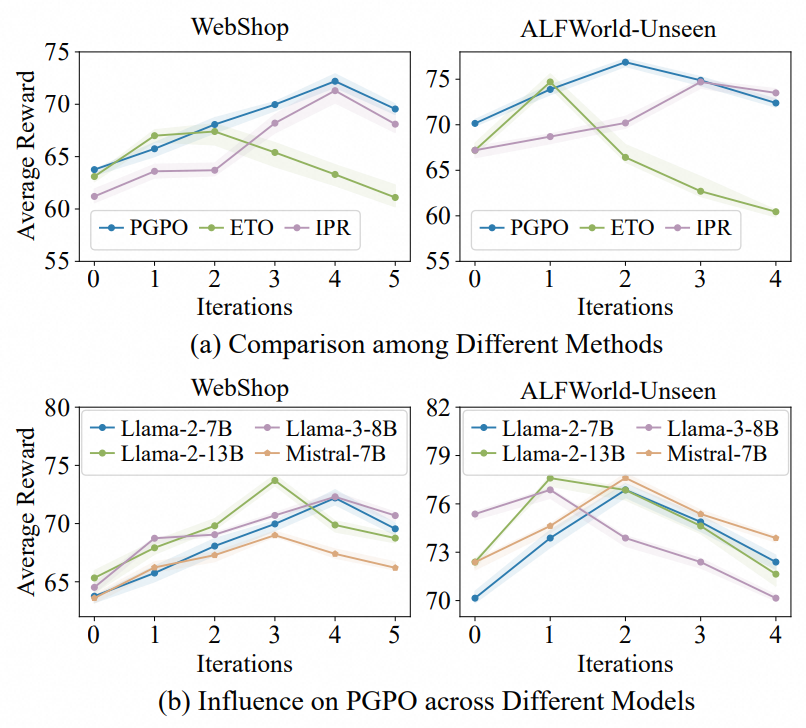 WebShop
ALFWorld-Unseen
Average Reward
75
70
65
60
55
PGPO ETO IPR
0 1 2 3 4 5
Iterations
75
70
65
60
55
PGPO ETO IPR
0 1 2 3 4
Iterations
(a) Comparison among Different Methods
WebShop
ALFWorld-Unseen
Average Reward
80
75
70
65
Llama-2-7B Llama-3-8B
Llama-2-13B Mistral-7B
0 1 2 3 4 5
Iterations
82
79
76
73
70
Llama-2-7B Llama-3-8B
Llama-2-13B Mistral-7B
0 1 2 3 4
Iterations
(b) Influence on PGPO across Different Models